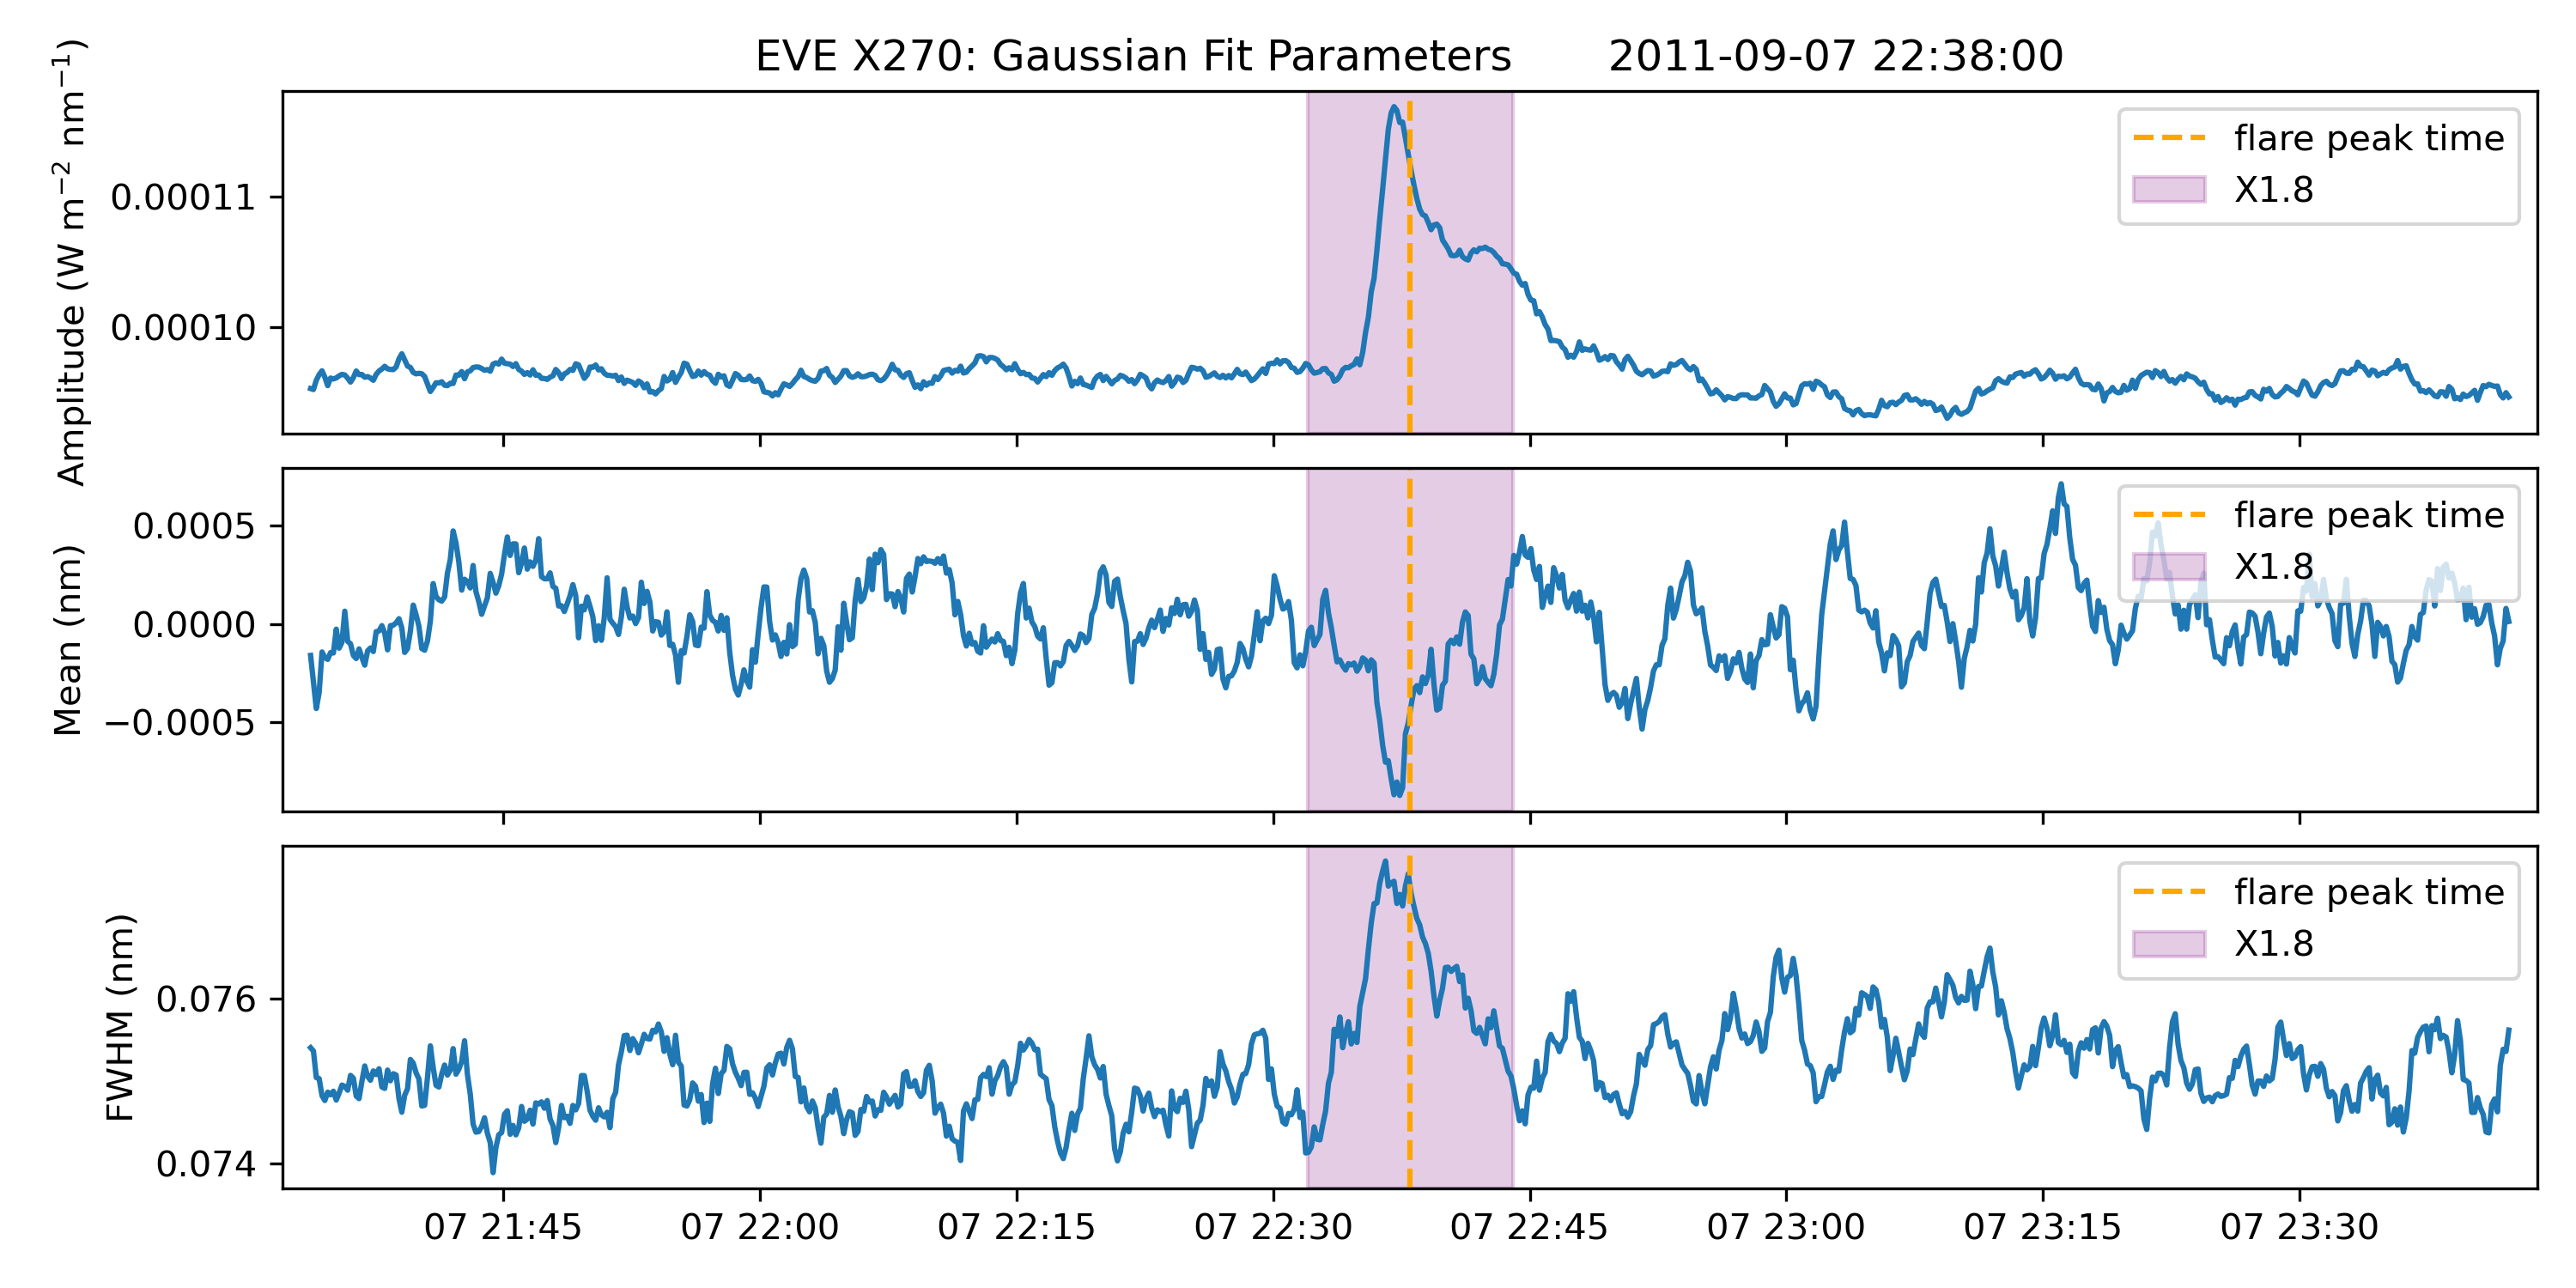 EVE X270: Gaussian Fit Parameters 2011-09-07 22:38:00
Amplitude (W m⁻² nm⁻¹)
0.00011
0.00010
flare peak time
X1.8
Mean (nm)
0.0005
0.0000
−0.0005
flare peak time
X1.8
FWHM (nm)
0.076
0.074
flare peak time
X1.8
07 21:45 07 22:00 07 22:15 07 22:30 07 22:45 07 23:00 07 23:15 07 23:30